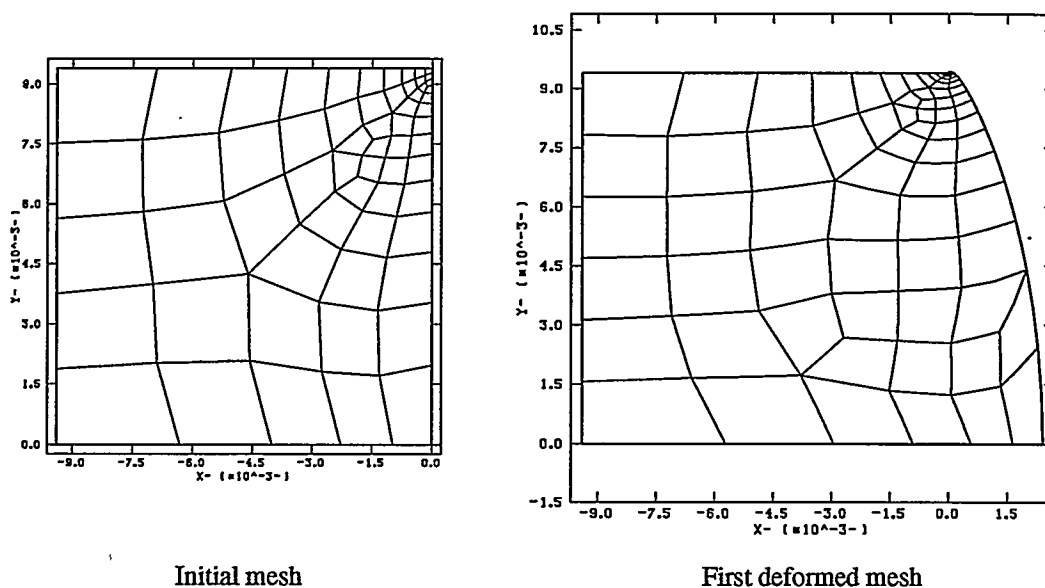 9.0
7.5
6.0
4.5
3.0
1.5
0.0
Y- (*10^-3-)
-9.0 -7.5 -6.0 -4.5 -3.0 -1.5 0.0
X- (*10^-3-)
Initial mesh
10.5
9.0
7.5
6.0
4.5
3.0
1.5
0.0
-1.5
Y- (*10^-3-)
-9.0 -7.5 -6.0 -4.5 -3.0 -1.5 0.0 1.5
X- (*10^-3-)
First deformed mesh